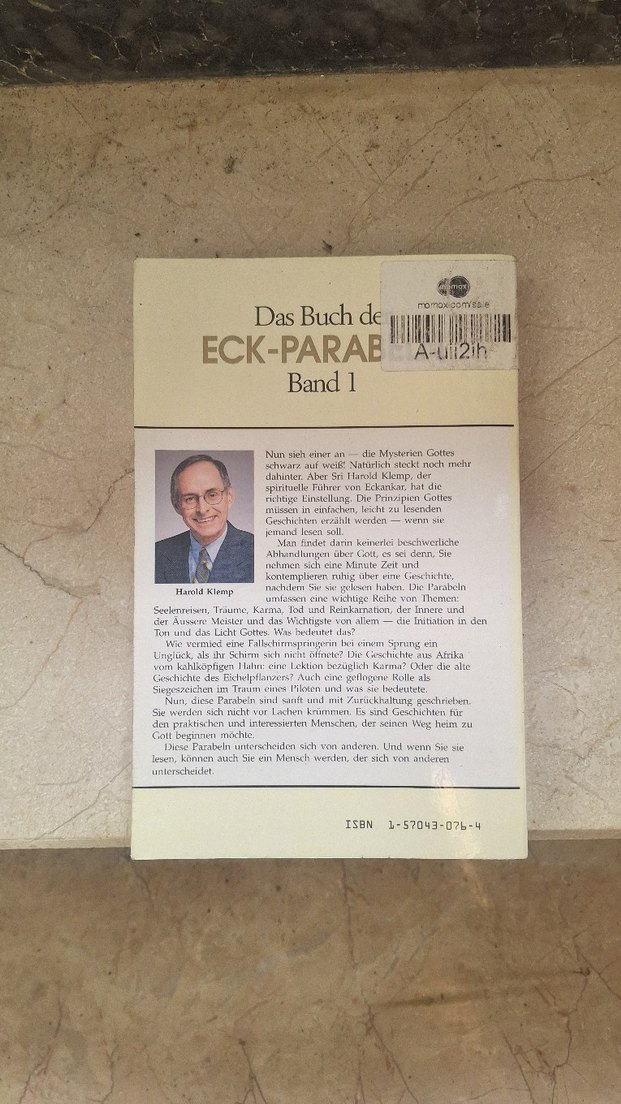 momox
momox.com/sale
A-uli2ih
Das Buch de
ECK-PARAB
Band 1
Nun sieh einer an — die Mysterien Gottes
schwarz auf weiß! Natürlich steckt noch mehr
dahinter. Aber Sri Harold Klemp, der
spirituelle Führer von Eckankar, hat die
richtige Einstellung. Die Prinzipien Gottes
müssen in einfachen, leicht zu lesenden
Geschichten erzählt werden — wenn sie
jemand lesen soll.
Man findet darin keinerlei beschwerliche
Abhandlungen über Gott, es sei denn, Sie
nehmen sich eine Minute Zeit und
kontemplieren ruhig über eine Geschichte,
nachdem Sie sie gelesen haben. Die Parabeln
umfassen eine wichtige Reihe von Themen:
Harold Klemp
Seelenreisen, Träume, Karma, Tod und Reinkarnation, der Innere und
der Äussere Meister und das Wichtigste von allem — die Initiation in den
Ton und das Licht Gottes. Was bedeutet das?
Wie vermied eine Fallschirmspringerin bei einem Sprung ein
Unglück, als ihr Schirm sich nicht öffnete? Die Geschichte aus Afrika
vom kahlköpfigen Hahn: eine Lektion bezüglich Karma? Oder die alte
Geschichte des Eichelpflanzers? Auch eine geflogene Rolle als
Siegeszeichen im Traum eines Piloten und was sie bedeutete.
Nun, diese Parabeln sind sanft und mit Zurückhaltung geschrieben.
Sie werden sich nicht vor Lachen krümmen. Es sind Geschichten für
den praktischen und interessierten Menschen, der seinen Weg heim zu
Gott beginnen möchte.
Diese Parabeln unterscheiden sich von anderen. Und wenn Sie sie
lesen, können auch Sie ein Mensch werden, der sich von anderen
unterscheidet.
ISBN 1-57043-076-4